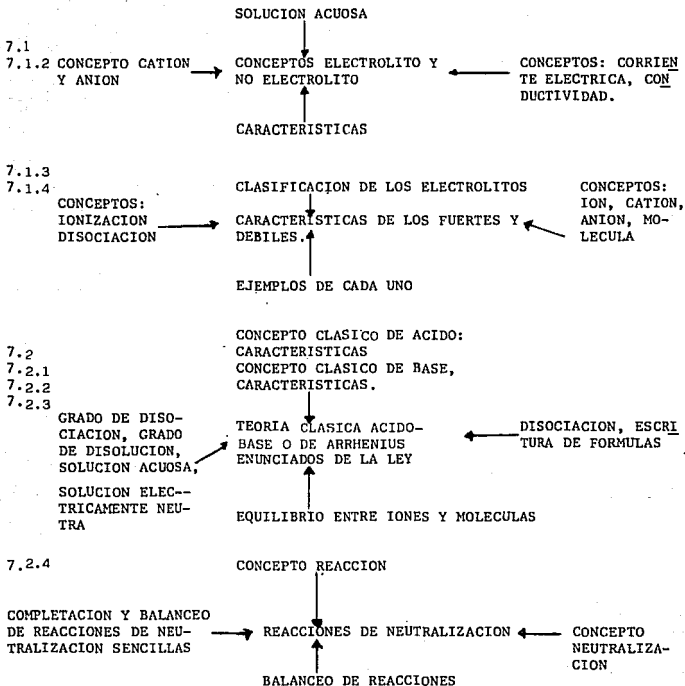 SOLUCION ACUOSA
7.1
7.1.2 CONCEPTO CATION
Y ANION
CONCEPTOS ELECTROLITO Y
NO ELECTROLITO
CONCEPTOS: CORRIEN
TE ELECTRICA, CON
DUCTIVIDAD.
CARACTERISTICAS
7.1.3
7.1.4
CONCEPTOS:
IONIZACION
DISOCIACION
CLASIFICACION DE LOS ELECTROLITOS
CARACTERISTICAS DE LOS FUERTES Y
DEBILES.
CONCEPTOS:
ION, CATION,
ANION, MO-
LECULA
EJEMPLOS DE CADA UNO
CONCEPTO CLASICO DE ACIDO:
CARACTERISTICAS
CONCEPTO CLASICO DE BASE,
CARACTERISTICAS.
7.2
7.2.1
7.2.2
7.2.3
GRADO DE DISO-
CIACION, GRADO
DE DISOLUCION,
SOLUCION ACUOSA,
SOLUCION ELEC--
TRICAMENTE NEU-
TRA
TEORIA CLASICA ACIDO-
BASE O DE ARRHENIUS
ENUNCIADOS DE LA LEY
DISOCIACION, ESCRI
TURA DE FORMULAS
EQUILIBRIO ENTRE IONES Y MOLECULAS
7.2.4
CONCEPTO REACCION
COMPLETACION Y BALANCEO
DE REACCIONES DE NEU-
TRALIZACION SENCILLAS
REACCIONES DE NEUTRALIZACION
CONCEPTO
NEUTRALIZA-
CION
BALANCEO DE REACCIONES